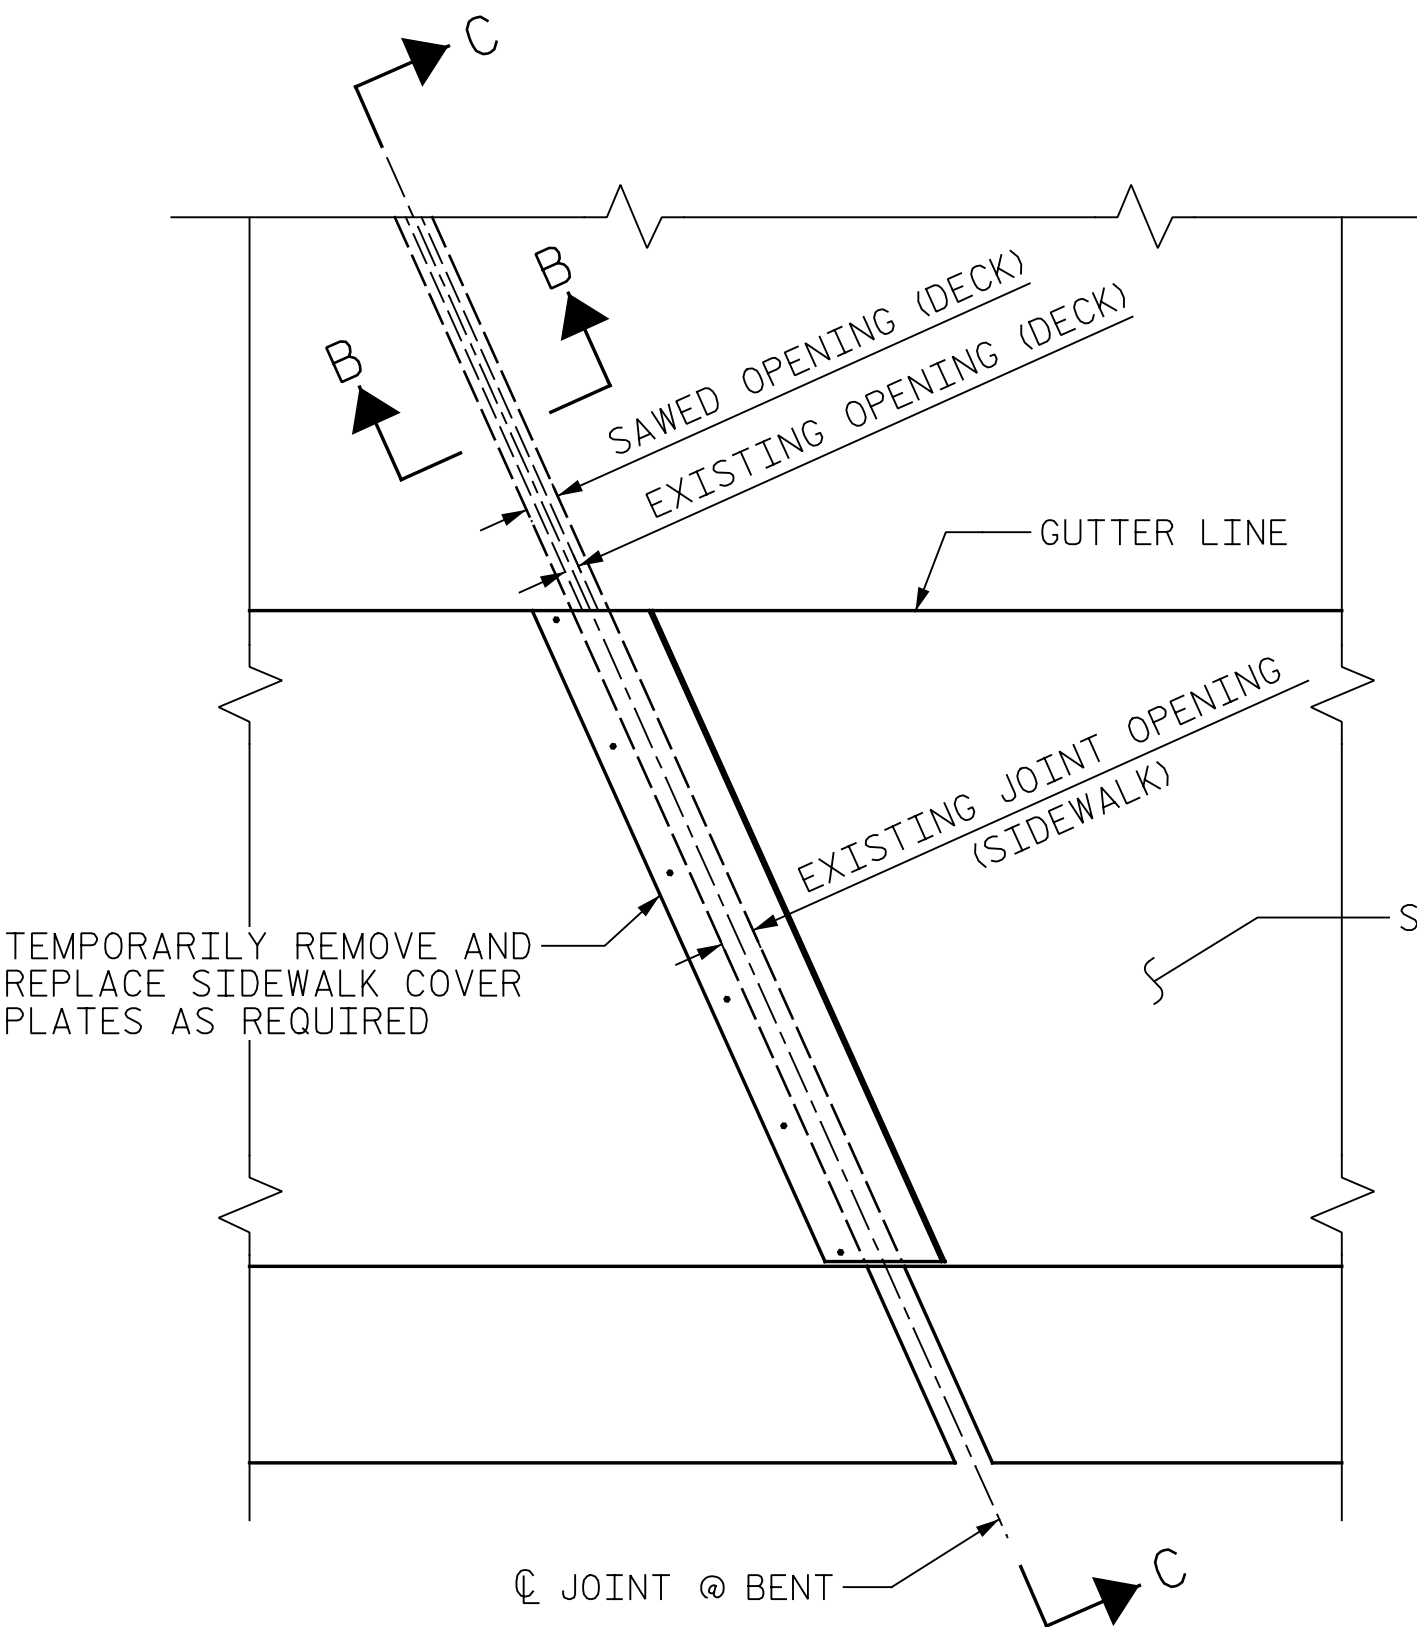 C
B
B
SAWED OPENING (DECK)
EXISTING OPENING (DECK)
GUTTER LINE
EXISTING JOINT OPENING
(SIDEWALK)
S
TEMPORARILY REMOVE AND
REPLACE SIDEWALK COVER
PLATES AS REQUIRED
℄ JOINT @ BENT
C